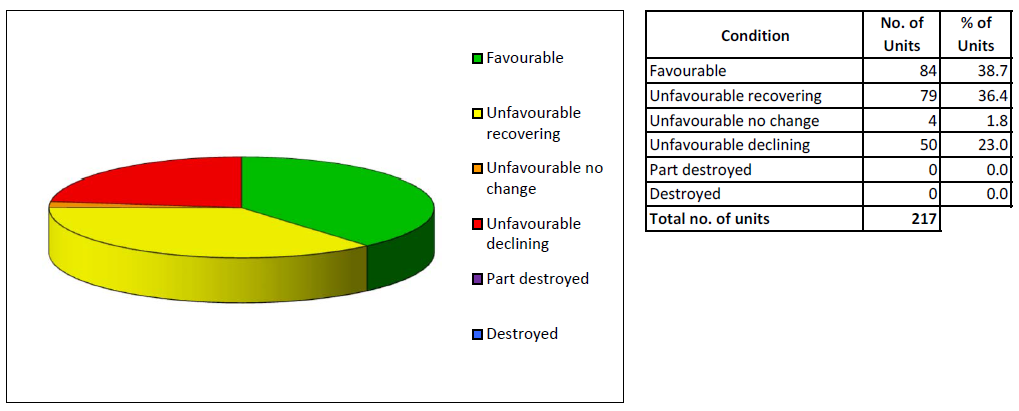 Favourable
Unfavourable
recovering
Unfavourable no
change
Unfavourable
declining
Part destroyed
Destroyed
Condition No. of Units % of Units
Favourable 84 38.7
Unfavourable recovering 79 36.4
Unfavourable no change 4 1.8
Unfavourable declining 50 23.0
Part destroyed 0 0.0
Destroyed 0 0.0
Total no. of units 217